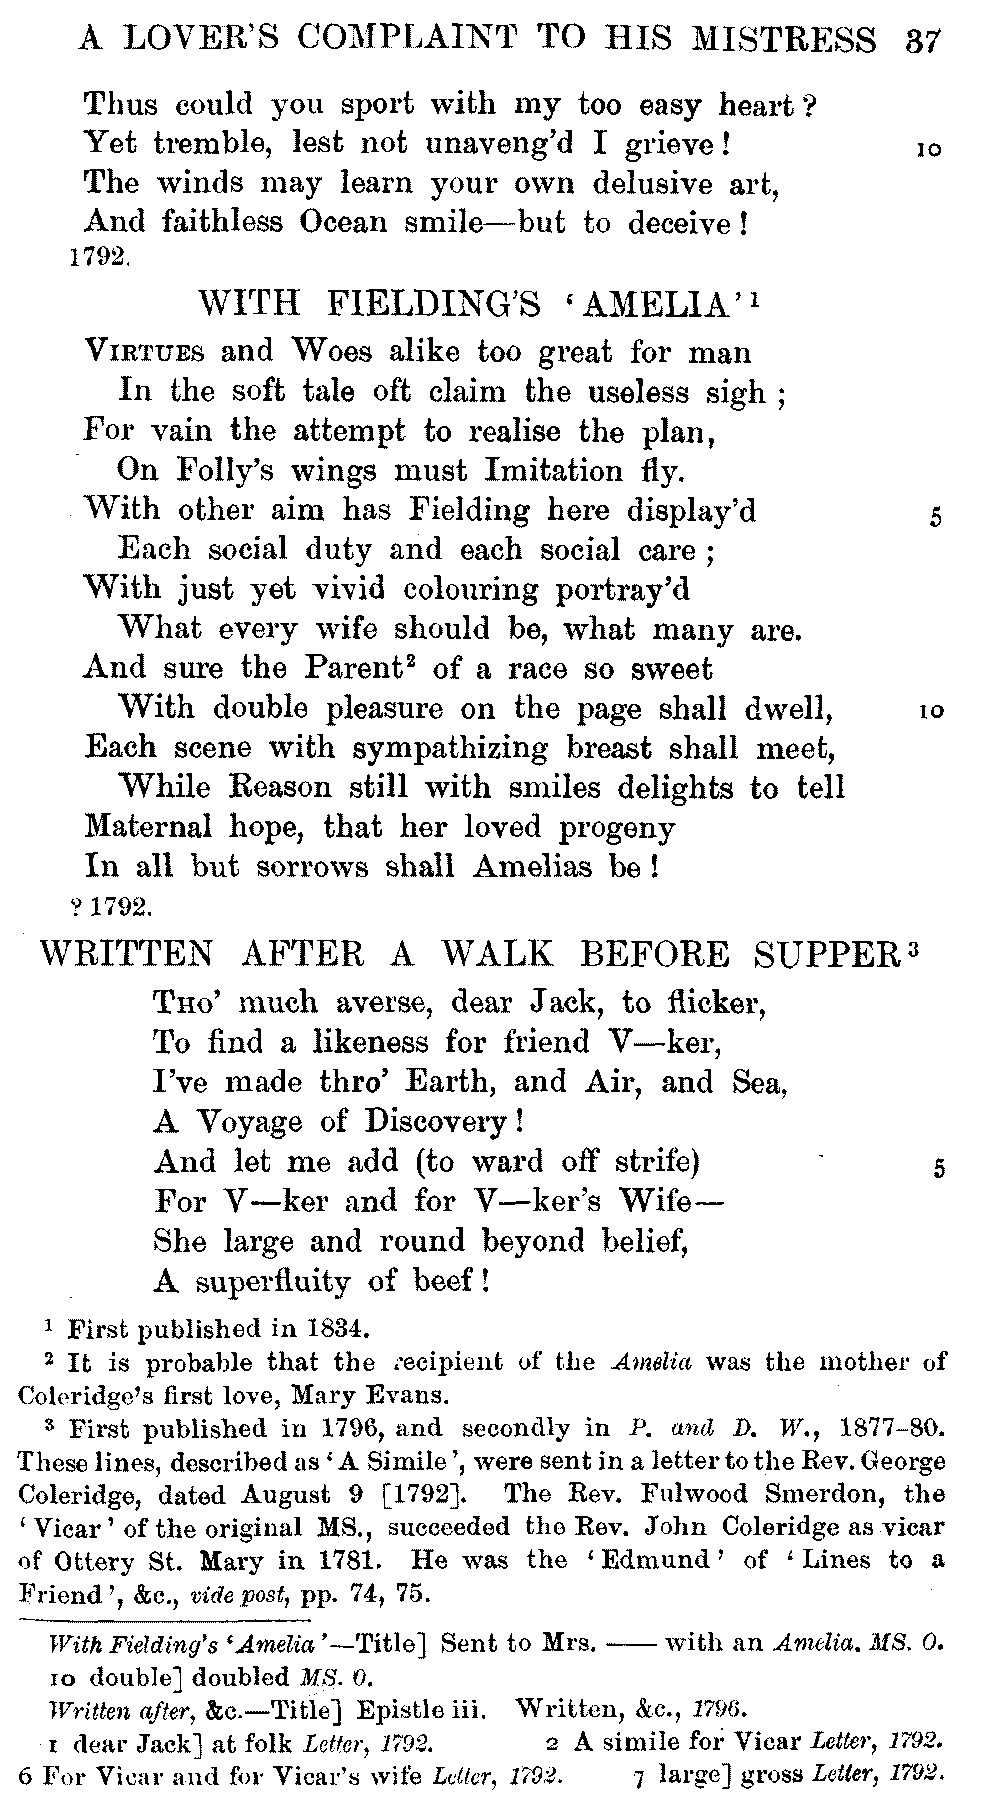 A LOVER'S COMPLAINT TO HIS MISTRESS 37
Thus could you sport with my too easy heart?
Yet tremble, lest not unaveng'd I grieve! 10
The winds may learn your own delusive art,
And faithless Ocean smile—but to deceive!
1792.
WITH FIELDING'S 'AMELIA'¹
VIRTUES and Woes alike too great for man
In the soft tale oft claim the useless sigh;
For vain the attempt to realise the plan,
On Folly's wings must Imitation fly.
With other aim has Fielding here display'd 5
Each social duty and each social care;
With just yet vivid colouring portray'd
What every wife should be, what many are.
And sure the Parent² of a race so sweet
With double pleasure on the page shall dwell, 10
Each scene with sympathizing breast shall meet,
While Reason still with smiles delights to tell
Maternal hope, that her loved progeny
In all but sorrows shall Amelias be!
? 1792.
WRITTEN AFTER A WALK BEFORE SUPPER³
THO' much averse, dear Jack, to flicker,
To find a likeness for friend V—ker,
I've made thro' Earth, and Air, and Sea,
A Voyage of Discovery!
And let me add (to ward off strife) 5
For V—ker and for V—ker's Wife—
She large and round beyond belief,
A superfluity of beef!
¹ First published in 1834.
² It is probable that the recipient of the Amelia was the mother of
Coleridge's first love, Mary Evans.
³ First published in 1796, and secondly in P. and D. W., 1877-80.
These lines, described as 'A Simile', were sent in a letter to the Rev. George
Coleridge, dated August 9 [1792]. The Rev. Fulwood Smerdon, the
'Vicar' of the original MS., succeeded the Rev. John Coleridge as vicar
of Ottery St. Mary in 1781. He was the 'Edmund' of 'Lines to a
Friend', &c., vide post, pp. 74, 75.
With Fielding's 'Amelia'—Title] Sent to Mrs. —— with an Amelia. MS. O.
10 double] doubled MS. O.
Written after, &c.—Title] Epistle iii. Written, &c., 1796.
1 dear Jack] at folk Letter, 1792. 2 A simile for Vicar Letter, 1792.
6 For Vicar and for Vicar's wife Letter, 1792. 7 large] gross Letter, 1792.